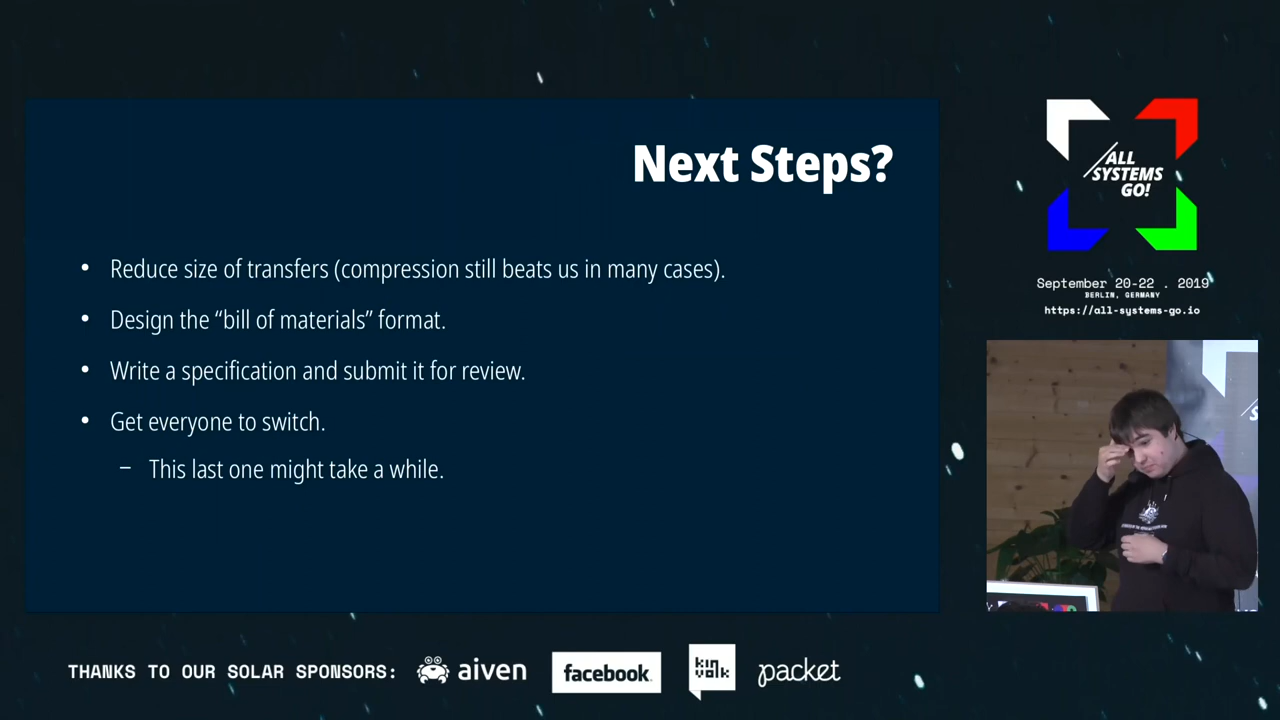 Next Steps?
• Reduce size of transfers (compression still beats us in many cases).
• Design the “bill of materials” format.
• Write a specification and submit it for review.
• Get everyone to switch.
– This last one might take a while.
ALL
SYSTEMS
GO!
September 20-22 . 2019
BERLIN, GERMANY
https://all-systems-go.io
THANKS TO OUR SOLAR SPONSORS:
aiven
facebook
kin
volk
packet